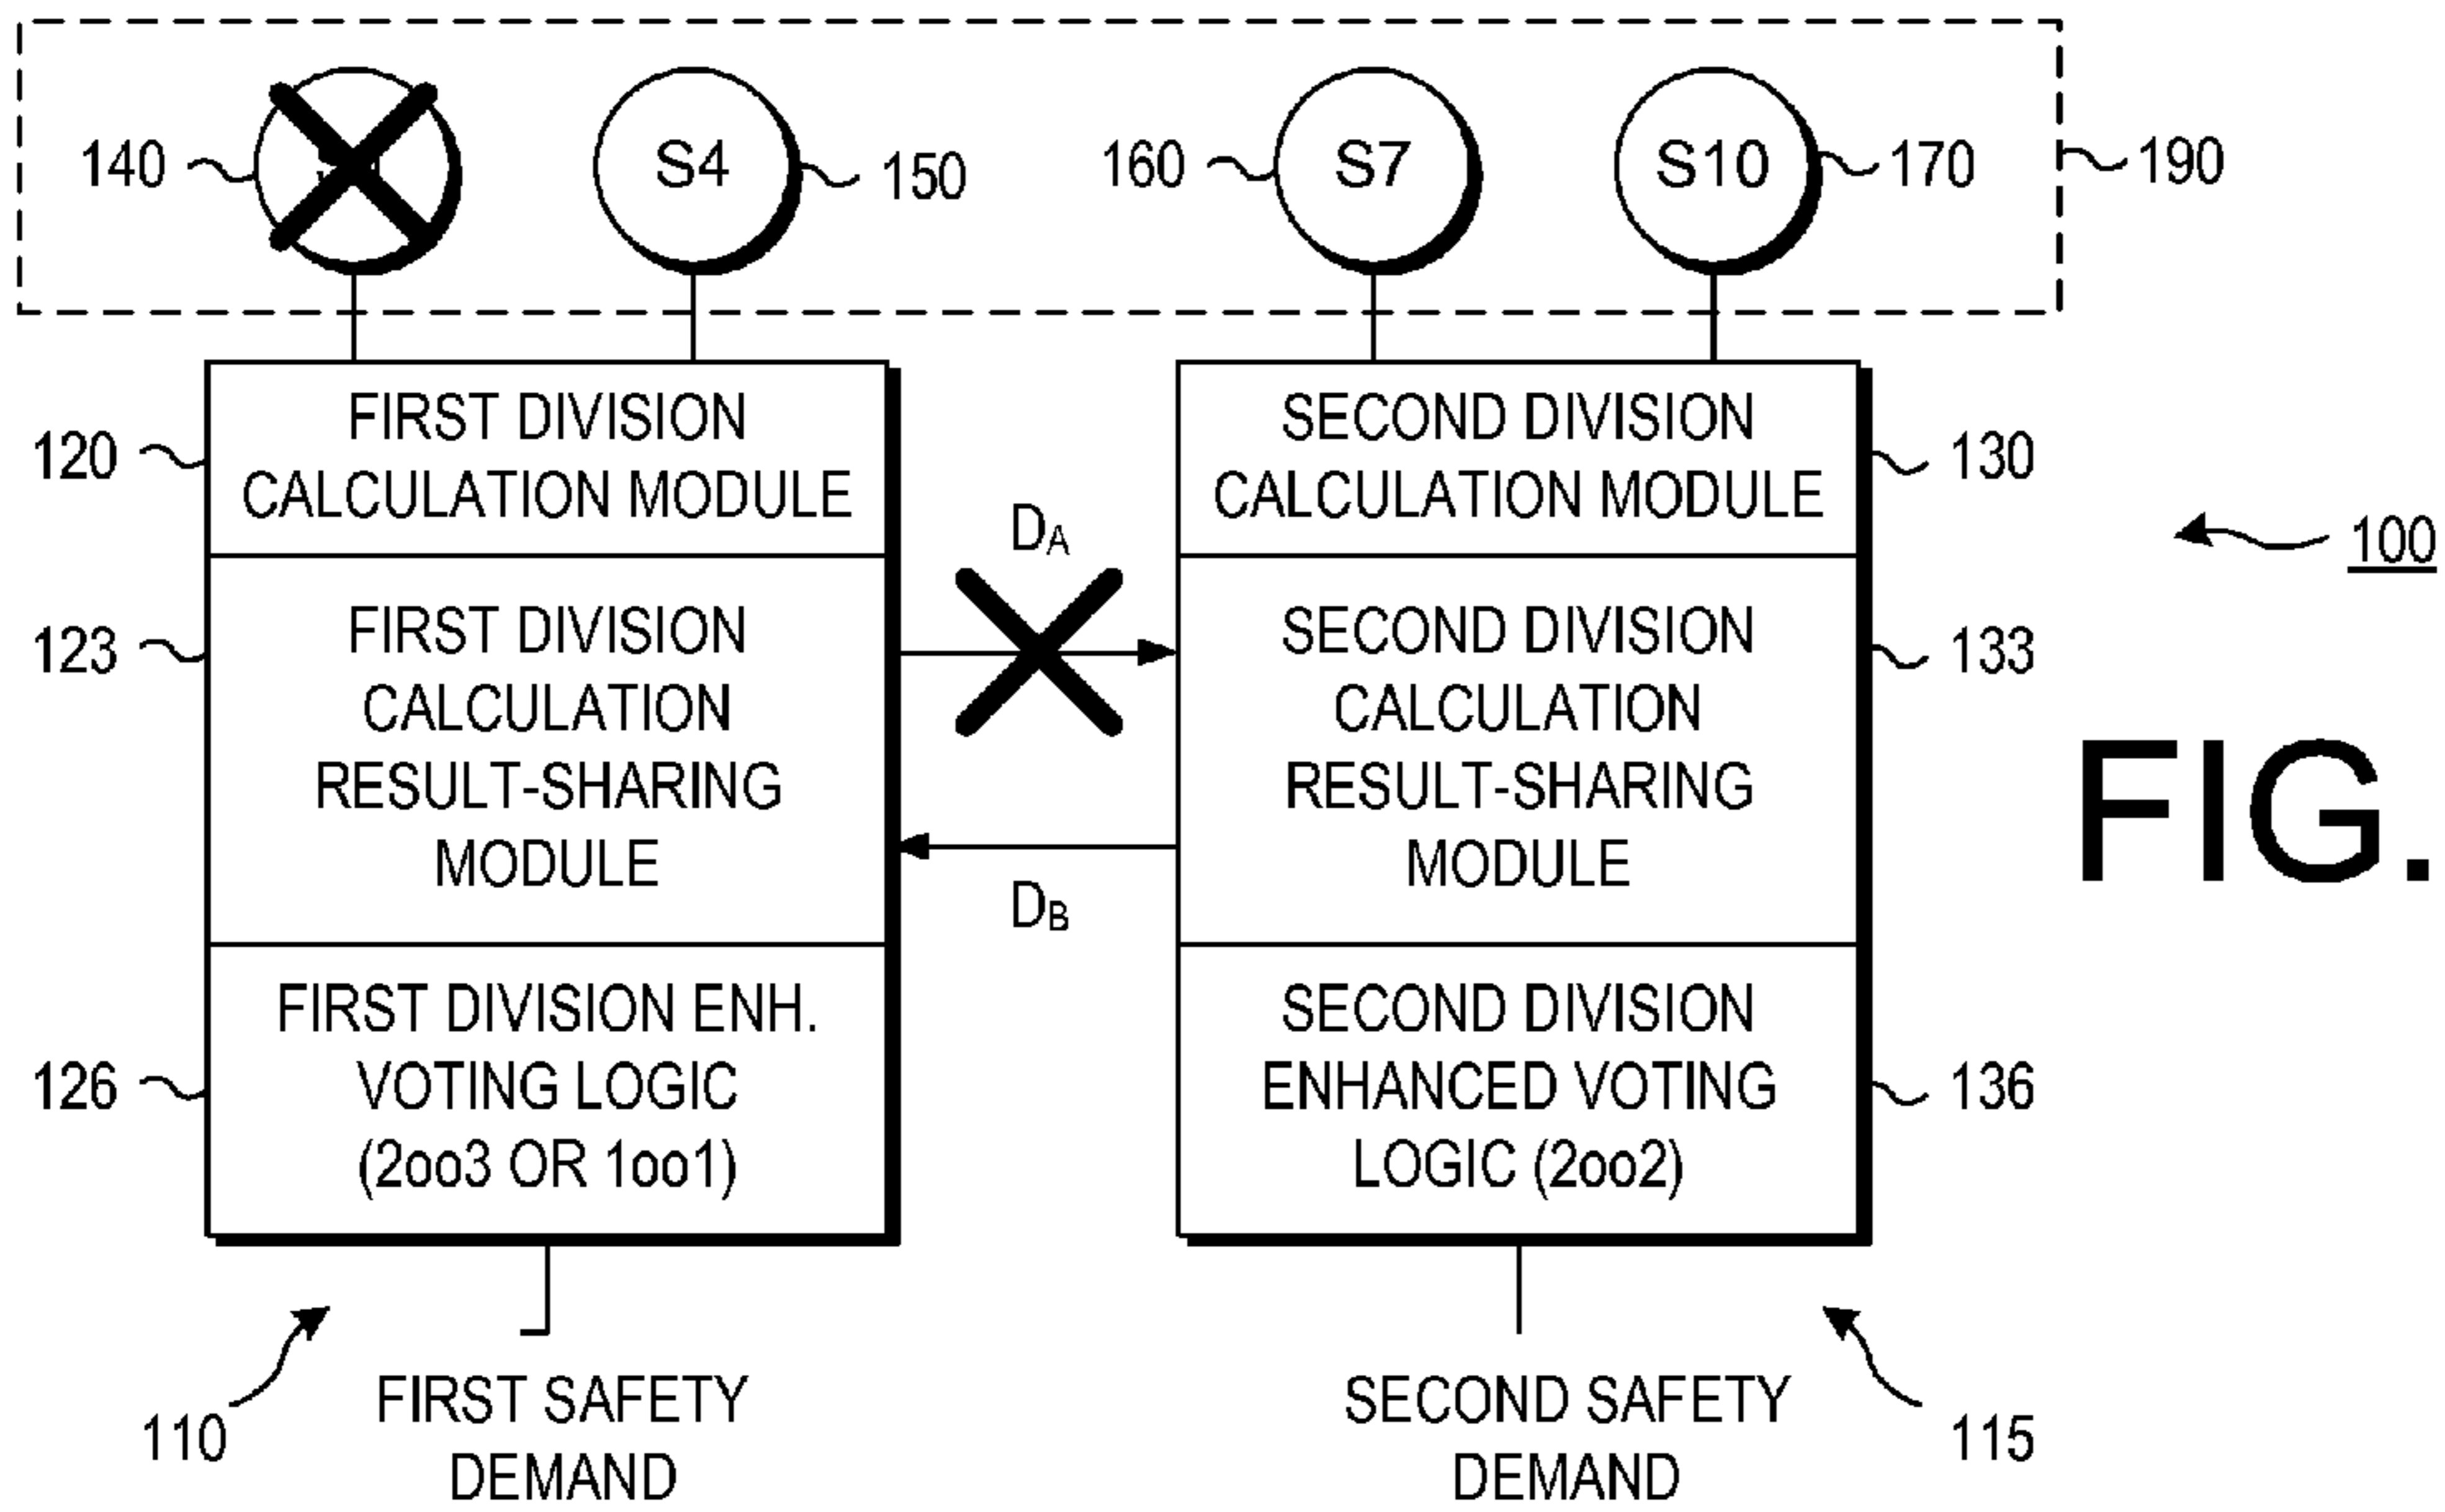 140
S4
150
160
S7
S10
170
190
120
FIRST DIVISION
CALCULATION MODULE
SECOND DIVISION
CALCULATION MODULE
130
100
DA
123
FIRST DIVISION
CALCULATION
RESULT-SHARING
MODULE
SECOND DIVISION
CALCULATION
RESULT-SHARING
MODULE
133
FIG.
DB
126
FIRST DIVISION ENH.
VOTING LOGIC
(2oo3 OR 1oo1)
SECOND DIVISION
ENHANCED VOTING
LOGIC (2oo2)
136
110
FIRST SAFETY
DEMAND
SECOND SAFETY
DEMAND
115